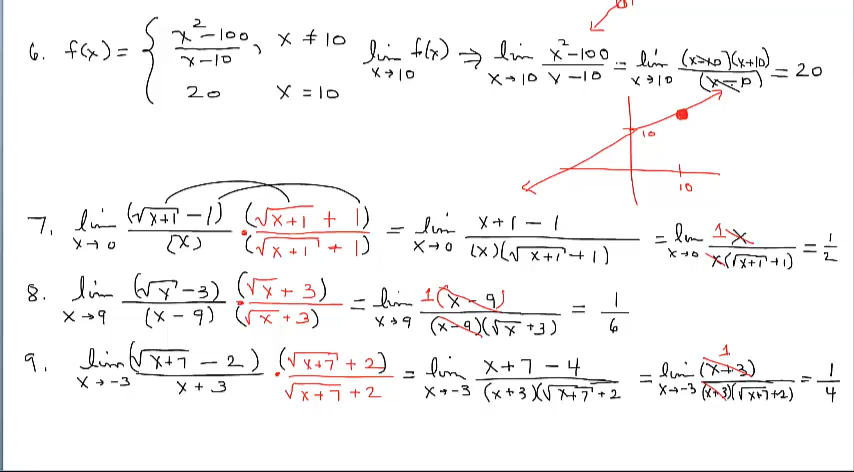 6. f(x) = { (x² - 100)/(x - 10), x ≠ 10; 20, x = 10   lim x→10 f(x) ⇒ lim x→10 (x² - 100)/(x - 10) = lim x→10 (x - 10)(x + 10)/(x - 10) = 20
10
10
7. lim x→0 (√(x+1) - 1)/(x) · (√(x+1) + 1)/(√(x+1) + 1) = lim x→0 (x + 1 - 1)/((x)(√(x+1) + 1)) = lim x→0 1 x/(x(√(x+1) + 1)) = 1/2
8. lim x→9 (√x - 3)/(x - 9) · (√x + 3)/(√x + 3) = lim x→9 1(x - 9)/((x - 9)(√x + 3)) = 1/6
9. lim x→-3 (√(x+7) - 2)/(x + 3) · (√(x+7) + 2)/(√(x+7) + 2) = lim x→-3 (x + 7 - 4)/((x + 3)(√(x+7) + 2) = lim x→-3 1 (x + 3)/((x + 3)(√(x+7) + 2)) = 1/4